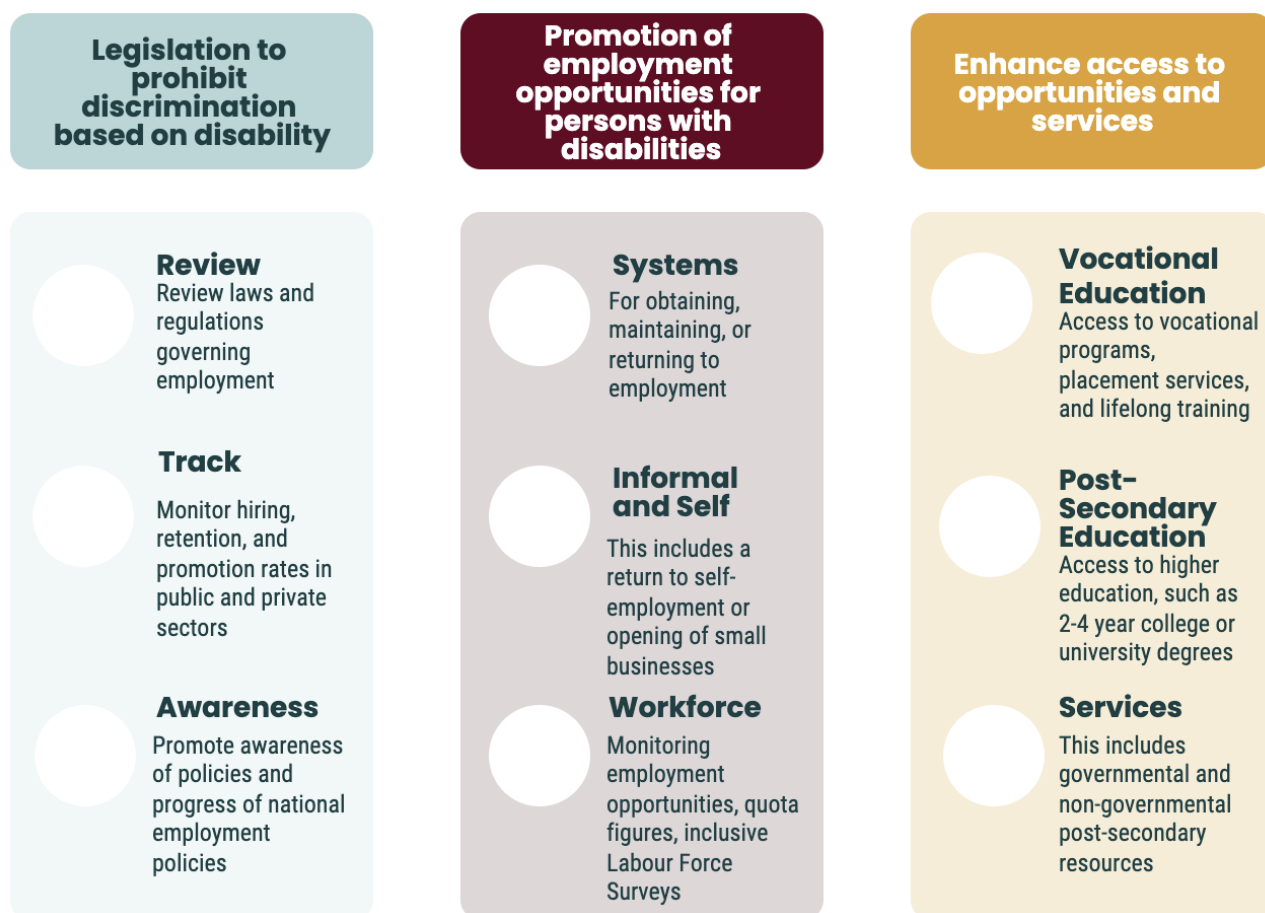 Legislation to
prohibit
discrimination
based on disability
Review
Review laws and
regulations
governing
employment
Track
Monitor hiring,
retention, and
promotion rates in
public and private
sectors
Awareness
Promote awareness
of policies and
progress of national
employment
policies
Promotion of
employment
opportunities for
persons with
disabilities
Systems
For obtaining,
maintaining, or
returning to
employment
Informal
and Self
This includes a
return to self-
employment or
opening of small
businesses
Workforce
Monitoring
employment
opportunities, quota
figures, inclusive
Labour Force
Surveys
Enhance access to
opportunities and
services
Vocational
Education
Access to vocational
programs,
placement services,
and lifelong training
Post-
Secondary
Education
Access to higher
education, such as
2-4 year college or
university degrees
Services
This includes
governmental and
non-governmental
post-secondary
resources